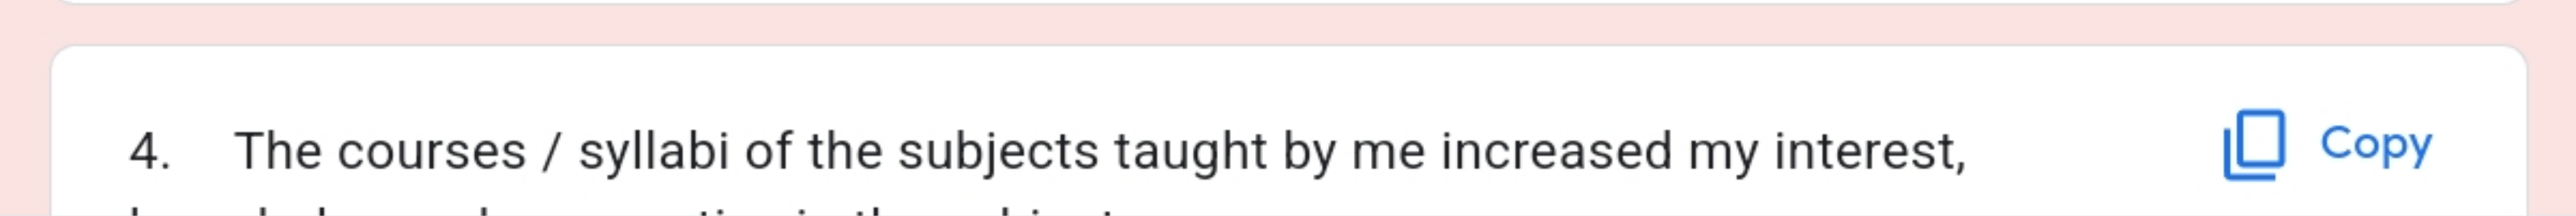 4. The courses / syllabi of the subjects taught by me increased my interest,
Copy